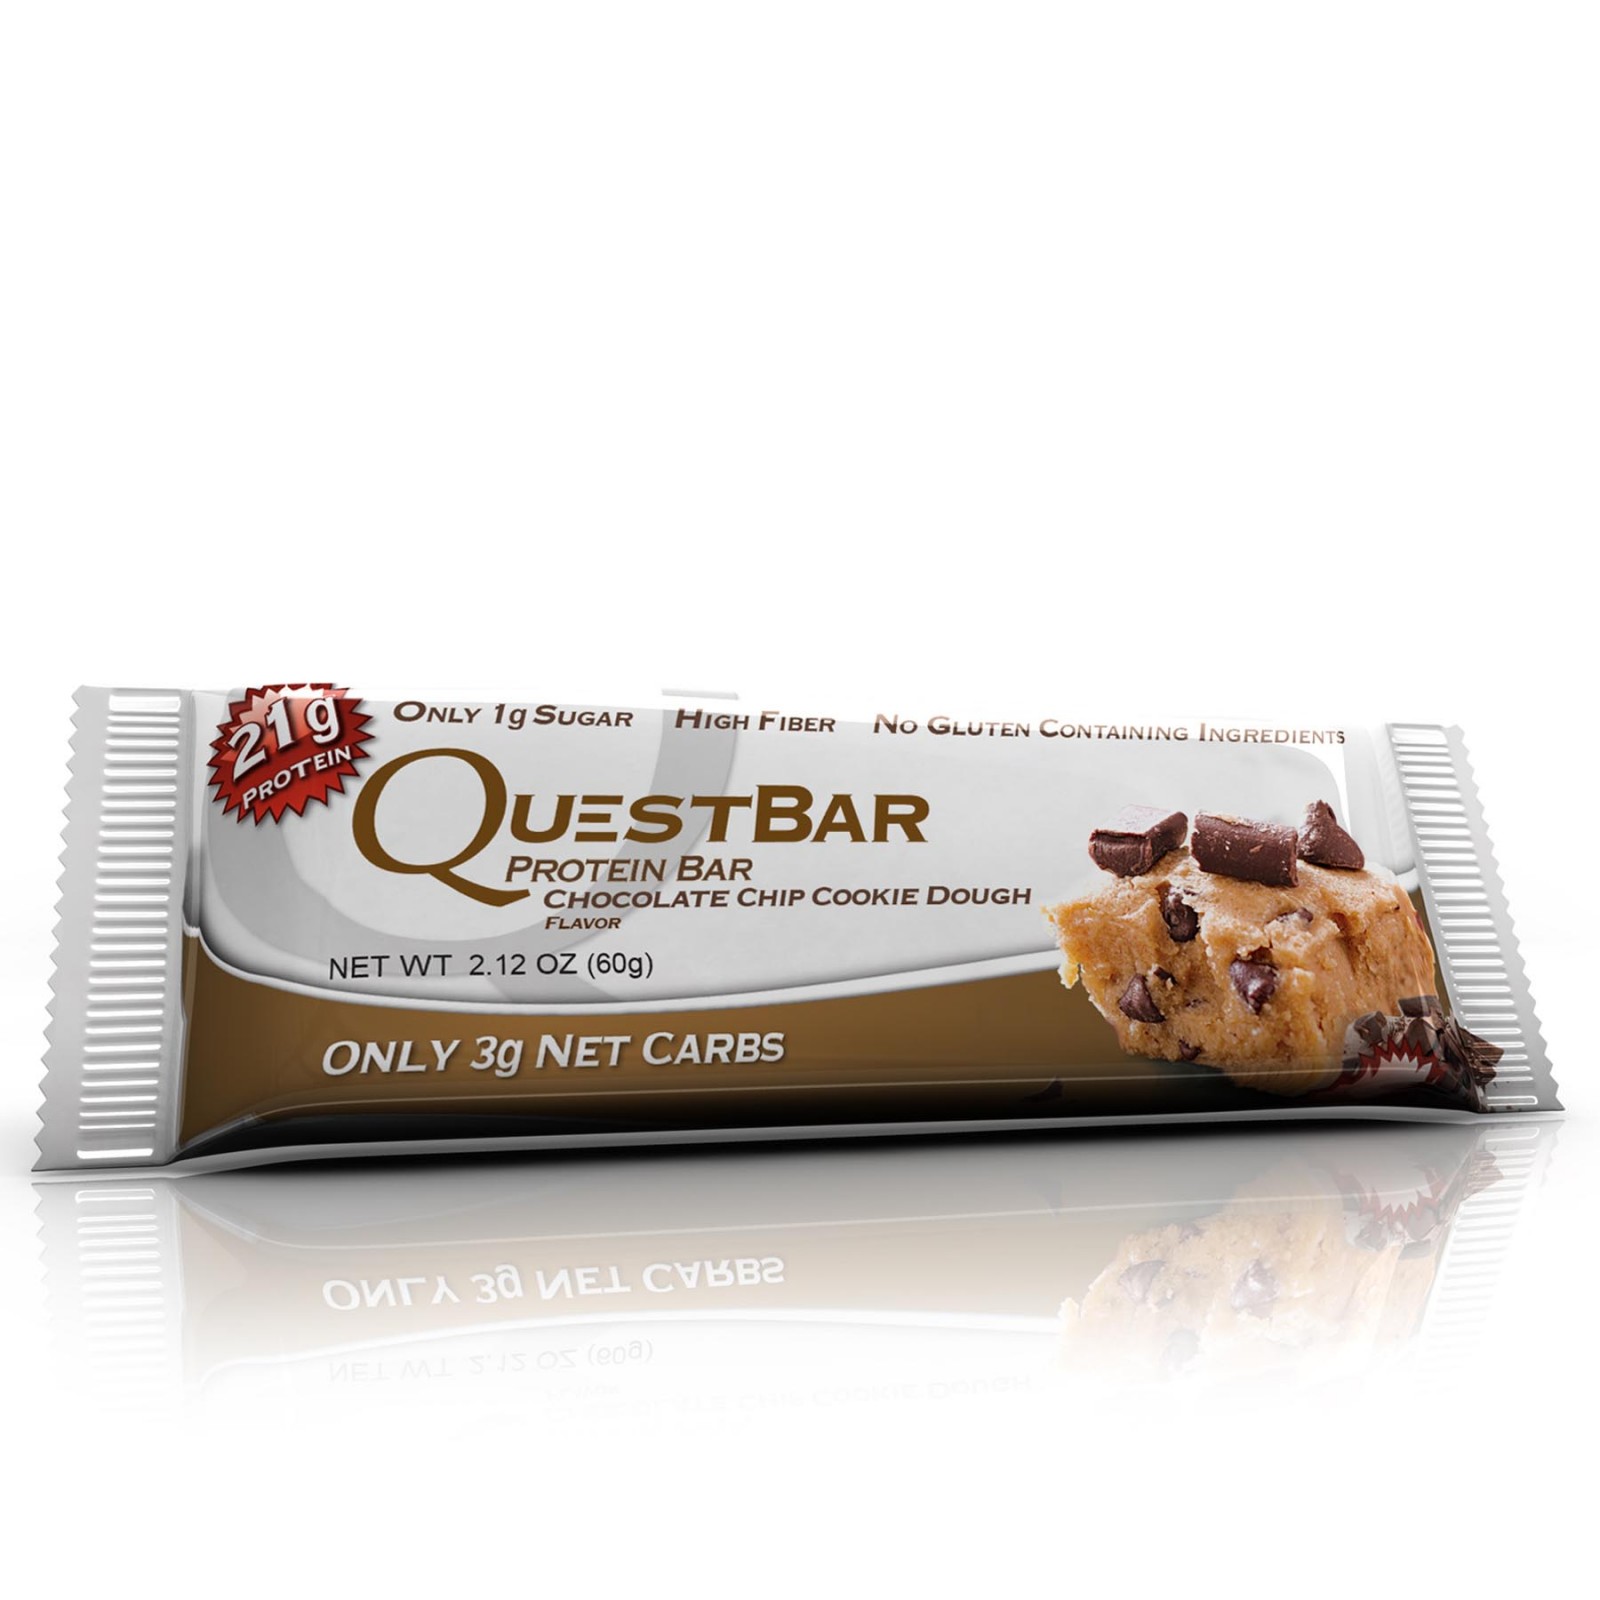 21g
PROTEIN
ONLY 1g SUGAR HIGH FIBER NO GLUTEN CONTAINING INGREDIENTS
QUESTBAR
PROTEIN BAR
CHOCOLATE CHIP COOKIE DOUGH
FLAVOR
NET WT 2.12 OZ (60g)
ONLY 3g NET CARBS